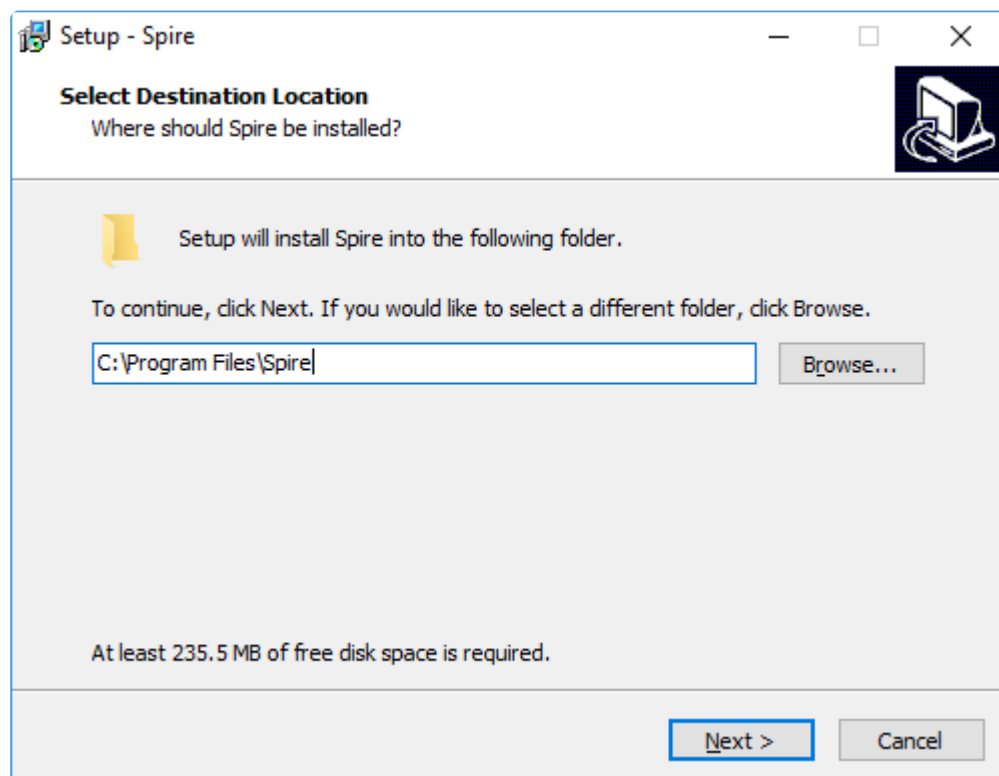 Setup - Spire
Select Destination Location
Where should Spire be installed?
Setup will install Spire into the following folder.
To continue, click Next. If you would like to select a different folder, click Browse.
C:\Program Files\Spire
Browse...
At least 235.5 MB of free disk space is required.
Next >
Cancel